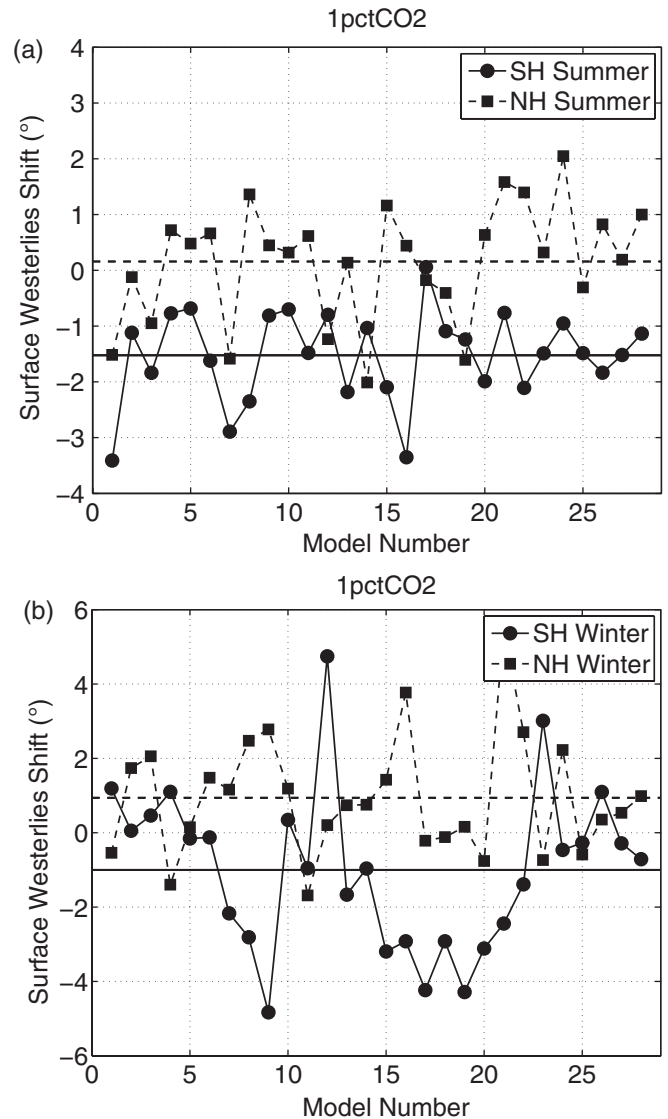 1pctCO2
(a)
SH Summer
NH Summer
4
3
2
1
0
−1
−2
−3
−4
Surface Westerlies Shift (°)
0 5 10 15 20 25
Model Number
1pctCO2
(b)
SH Winter
NH Winter
6
4
2
0
−2
−4
−6
Surface Westerlies Shift (°)
0 5 10 15 20 25
Model Number